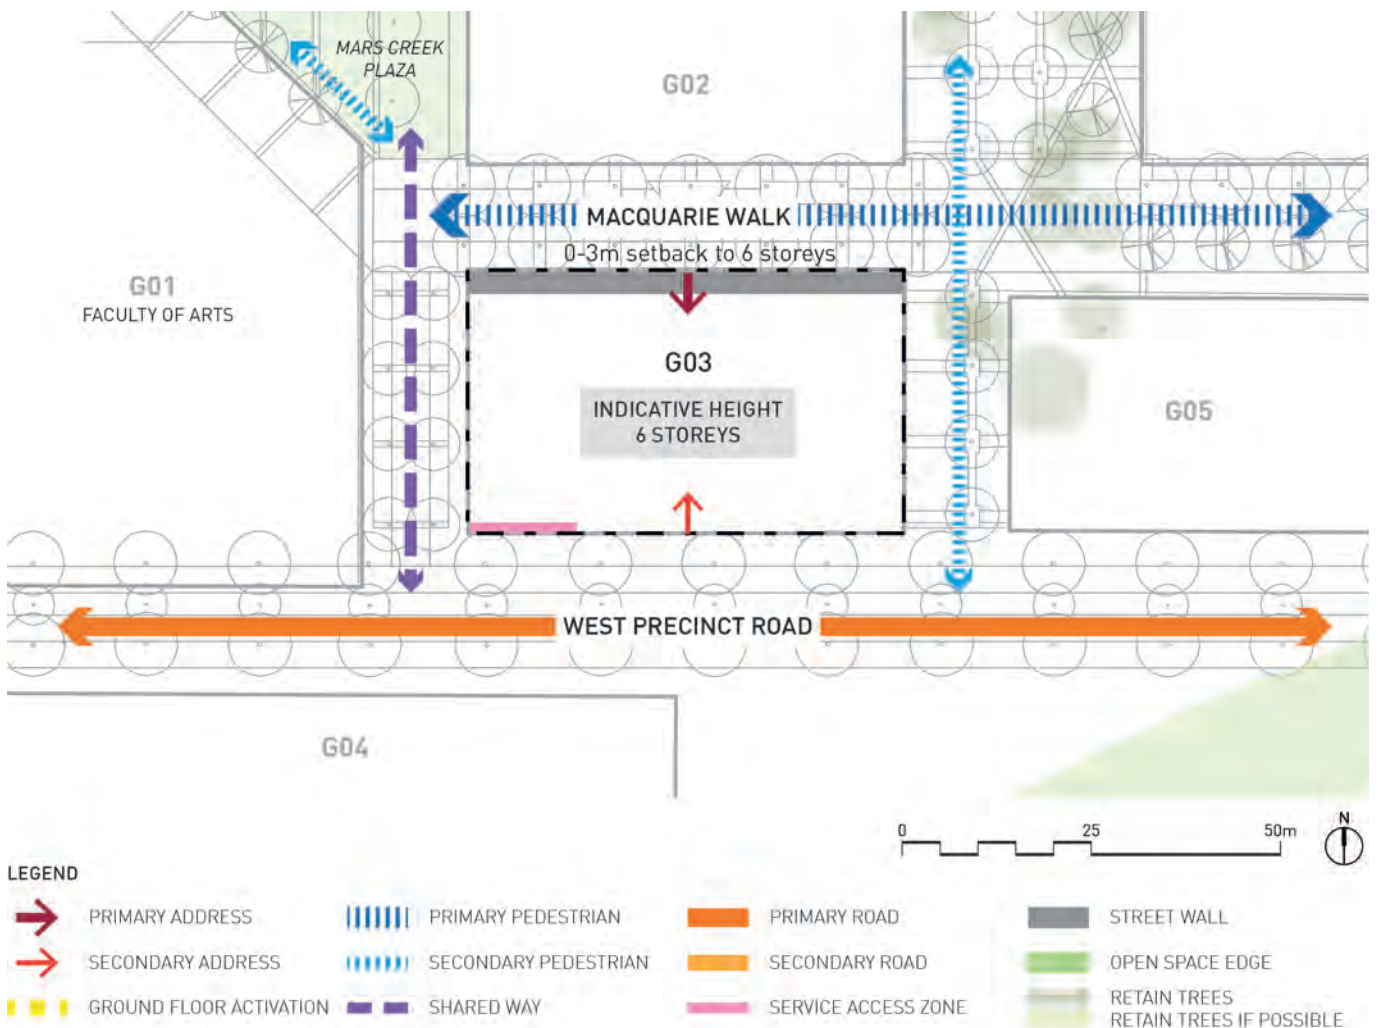 MARS CREEK
PLAZA
G02
MACQUARIE WALK
0-3m setback to 6 storeys
G01
FACULTY OF ARTS
G03
INDICATIVE HEIGHT
6 STOREYS
G05
WEST PRECINCT ROAD
G04
0 25 50m
N
LEGEND
PRIMARY ADDRESS
SECONDARY ADDRESS
GROUND FLOOR ACTIVATION
PRIMARY PEDESTRIAN
SECONDARY PEDESTRIAN
SHARED WAY
PRIMARY ROAD
SECONDARY ROAD
SERVICE ACCESS ZONE
STREET WALL
OPEN SPACE EDGE
RETAIN TREES
RETAIN TREES IF POSSIBLE